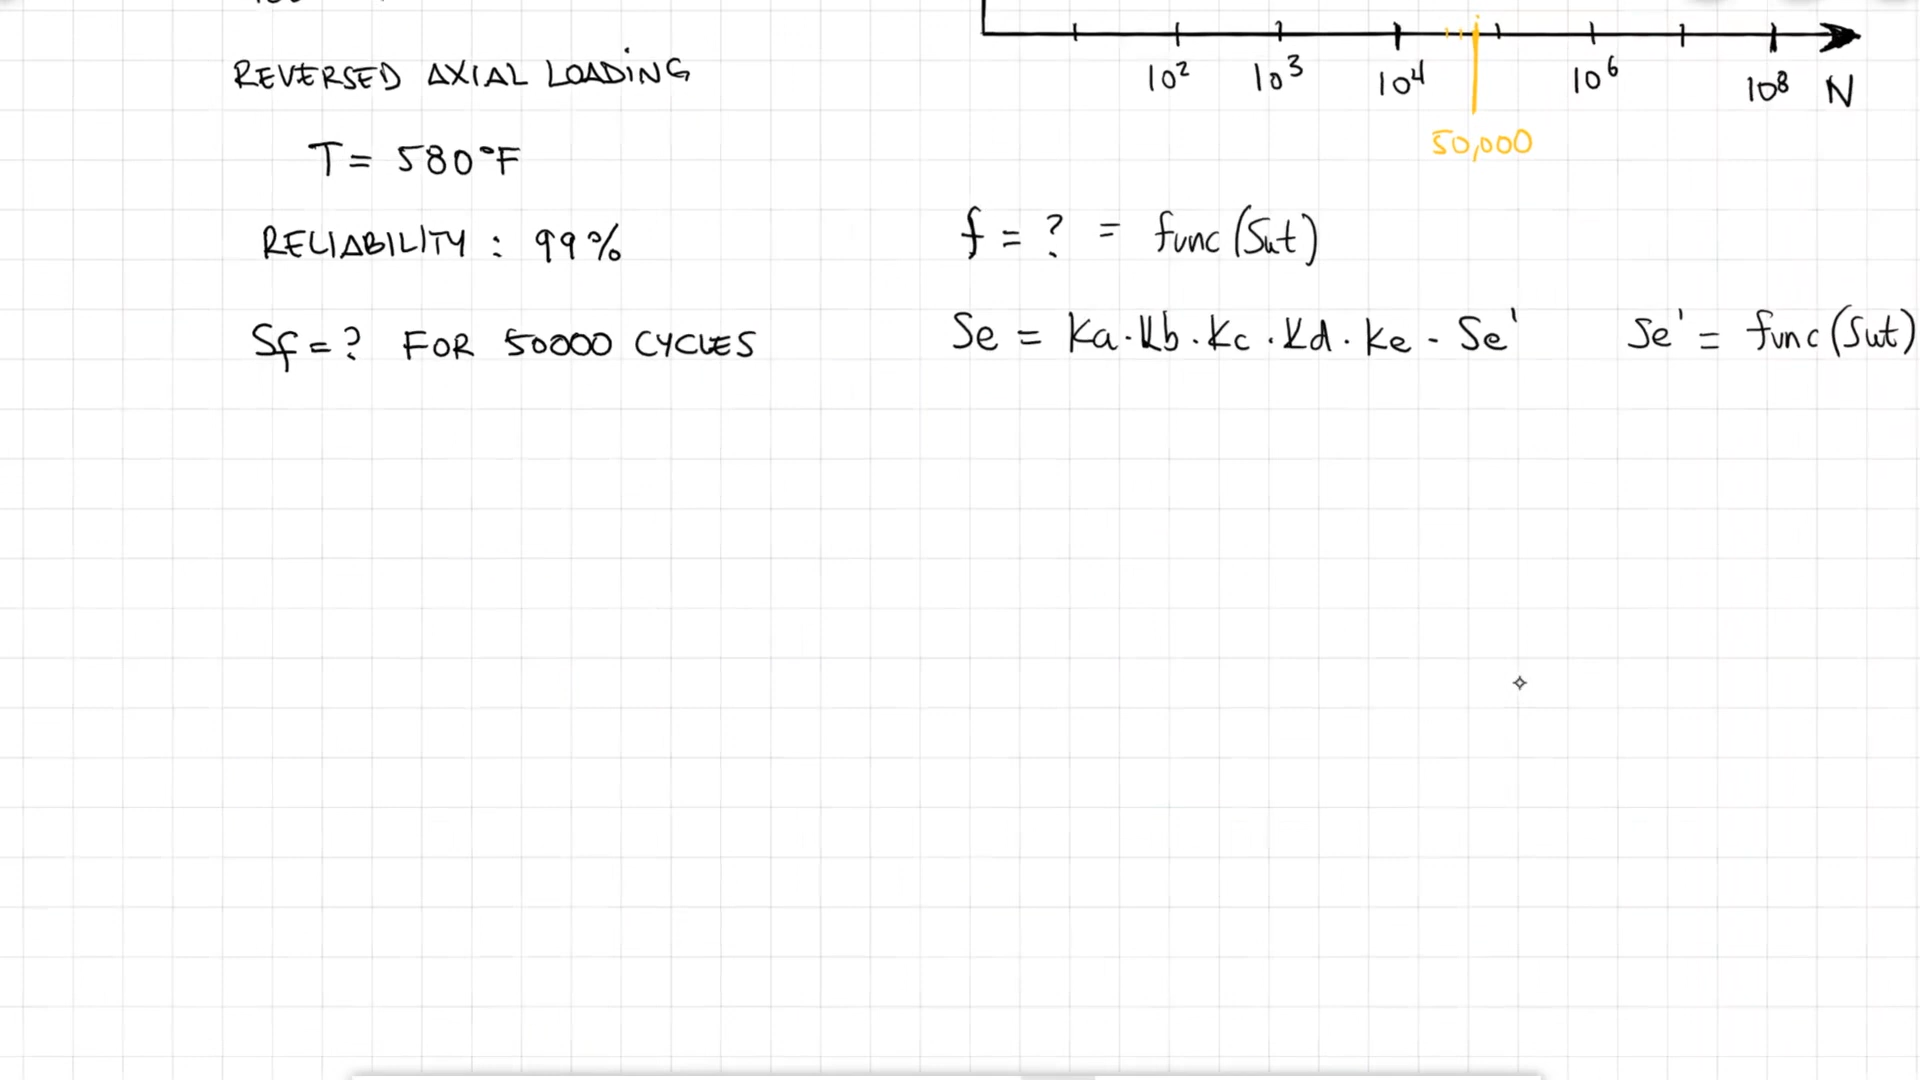 REVERSED AXIAL LOADING
T = 580°F
RELIABILITY : 99%
Sf = ? FOR 50000 CYCLES
10² 10³ 10⁴ 10⁶ 10⁸ N
50,000
f = ? = func (Sut)
Se = Ka · Kb · Kc · Kd · Ke - Se' Se' = func (Sut)